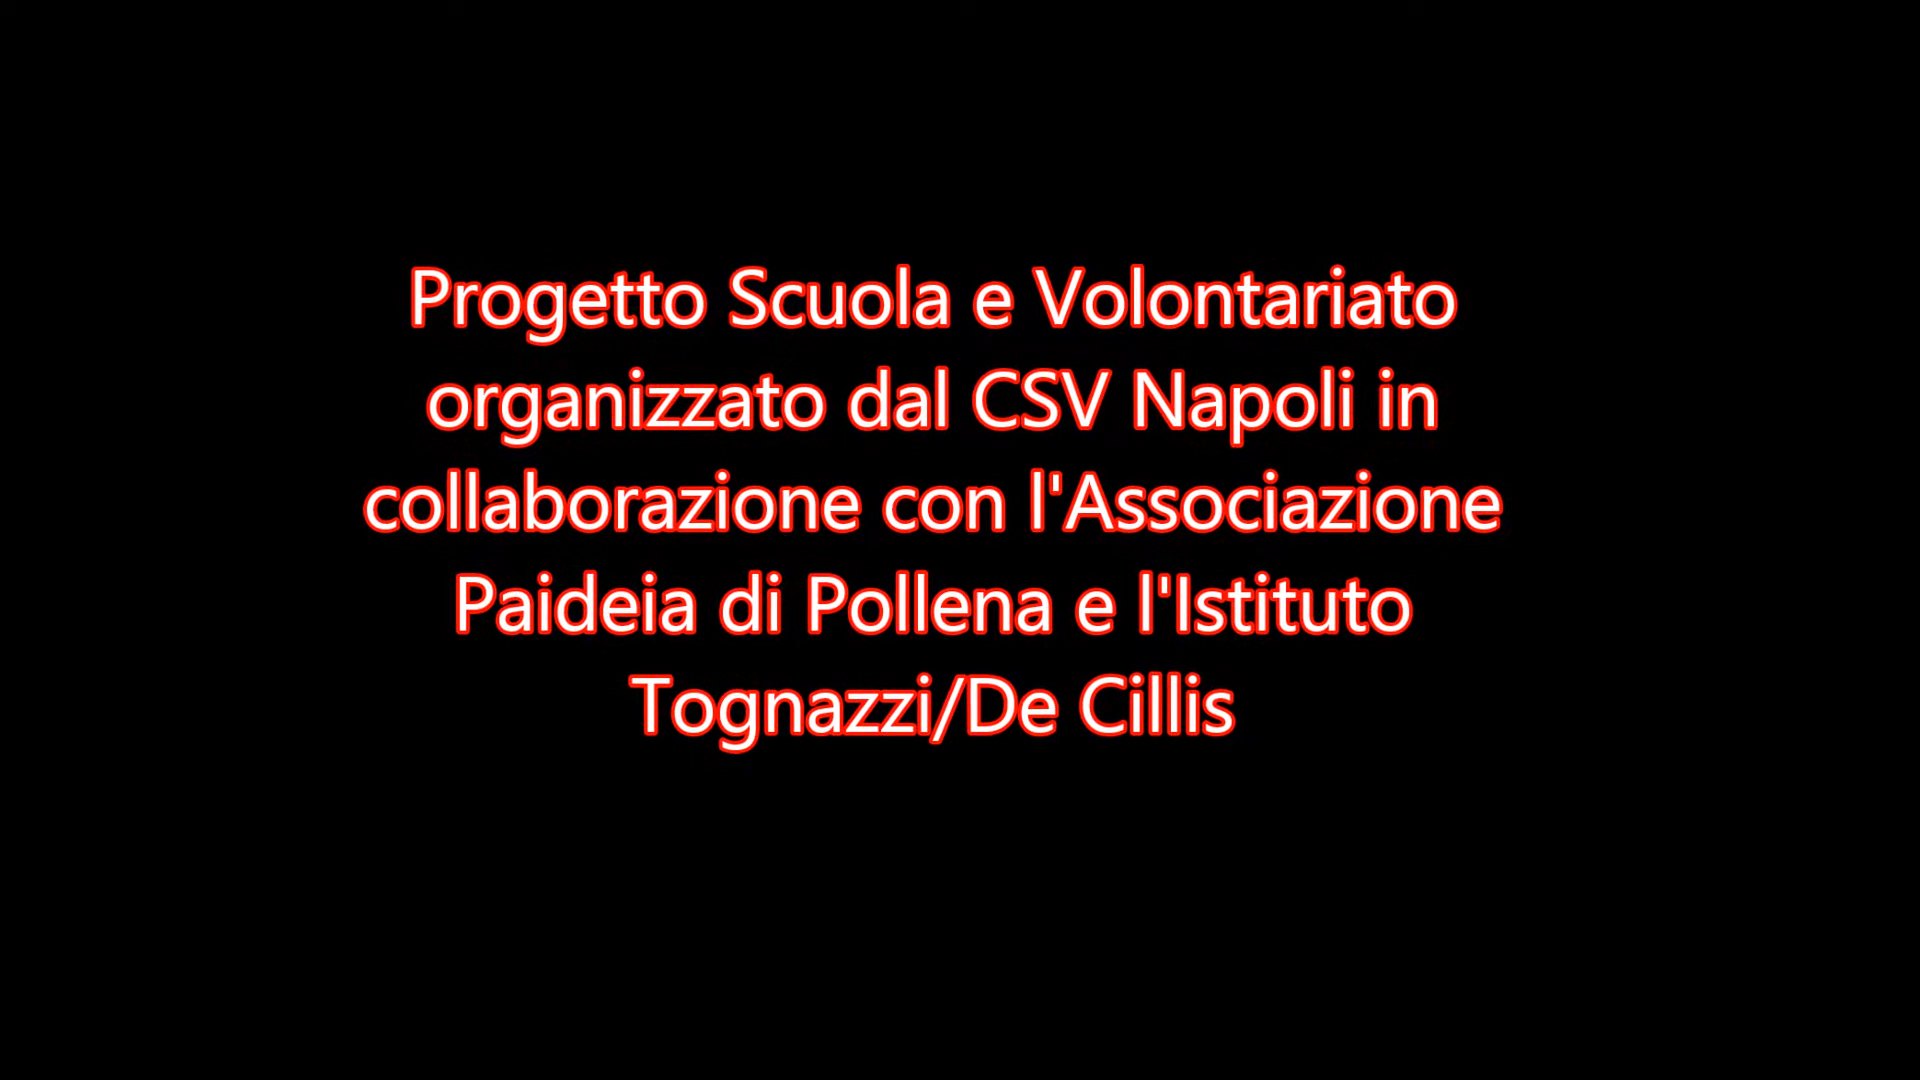 Progetto Scuola e Volontariato
organizzato dal CSV Napoli in
collaborazione con l'Associazione
Paideia di Pollena e l'Istituto
Tognazzi/De Cillis